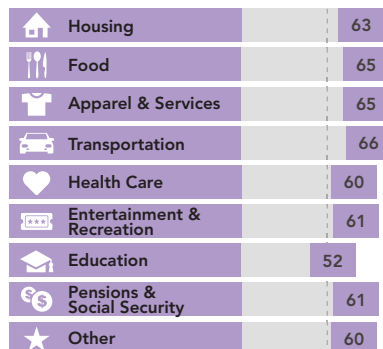 Housing 63
Food 65
Apparel & Services 65
Transportation 66
Health Care 60
Entertainment &
Recreation 61
Education 52
Pensions &
Social Security 61
Other 60